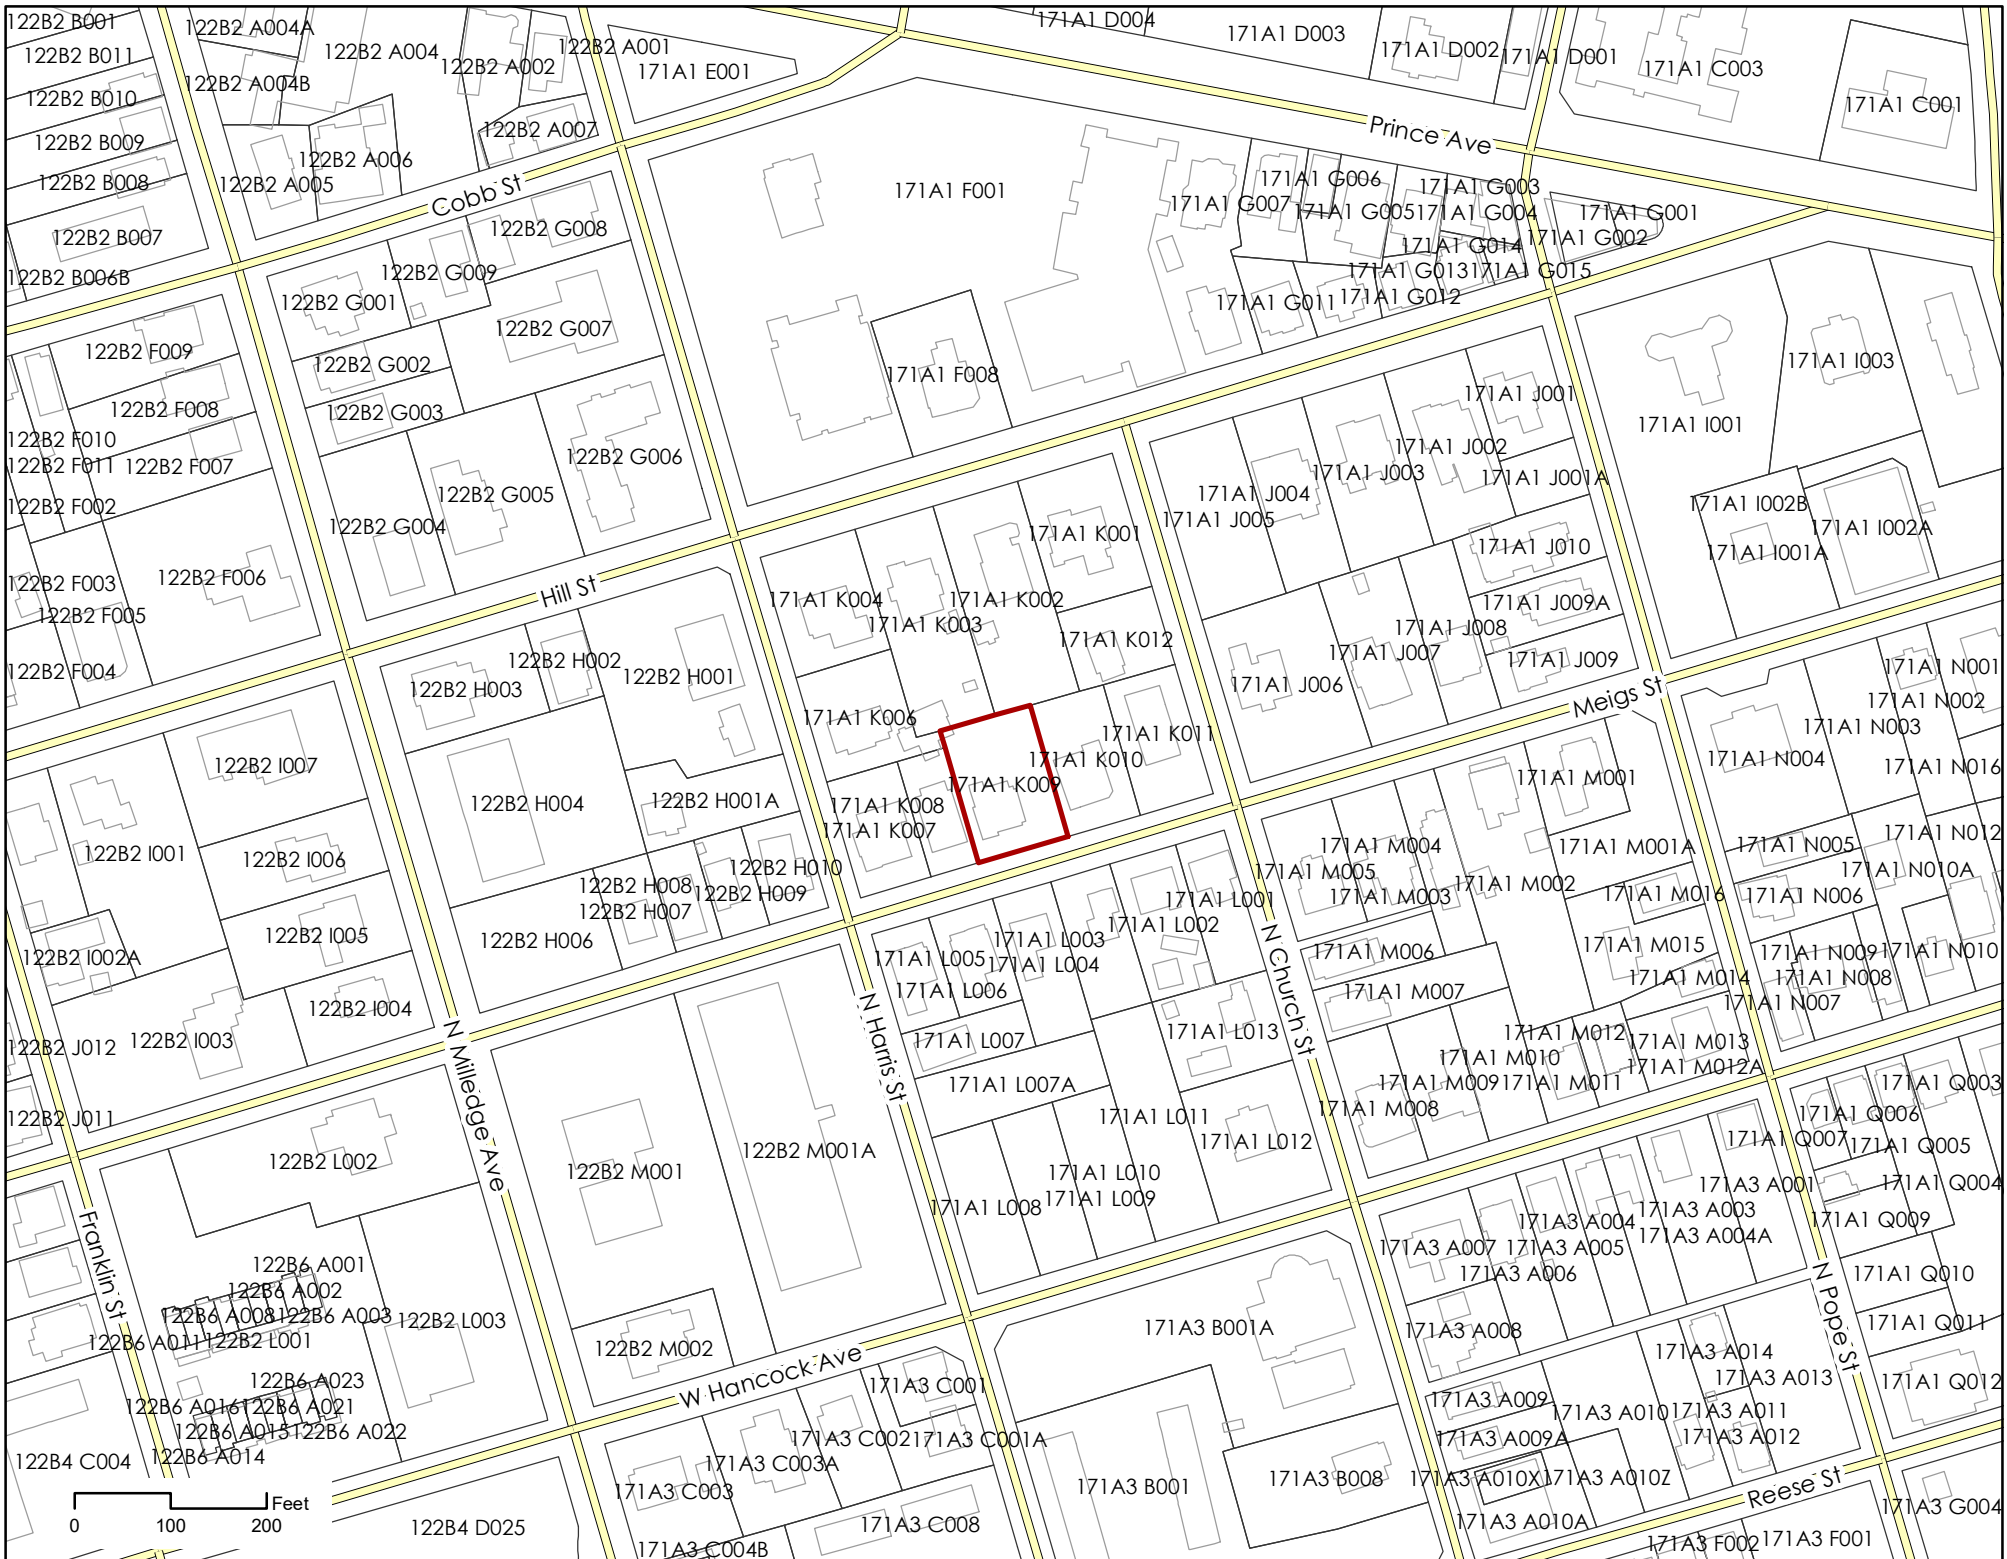 122B2 B001
122B2 A004A
122B2 A004
122B2 A001
171A1 D004
171A1 D003
171A1 D002
171A1 D001
171A1 C003
171A1 C001
122B2 B011
122B2 A002
171A1 E001
122B2 B010
122B2 A004B
122B2 B009
122B2 A007
122B2 A006
Prince Ave
122B2 B008
122B2 A005
Cobb St
171A1 F001
171A1 G006
171A1 G003
171A1 G007
171A1 G005
171A1 G004
171A1 G001
171A1 G002
122B2 B007
122B2 G008
171A1 G014
122B2 B006B
122B2 G009
171A1 G013
171A1 G015
122B2 G001
171A1 G011
171A1 G012
122B2 G007
122B2 F009
122B2 G002
171A1 F008
171A1 I003
171A1 J001
122B2 F008
122B2 G003
171A1 I001
122B2 F010
122B2 F011
122B2 F007
122B2 G006
171A1 J002
171A1 J003
171A1 J001A
122B2 F002
122B2 G005
171A1 J004
171A1 J005
171A1 I002B
122B2 G004
171A1 K001
171A1 I002A
171A1 J010
171A1 I001A
122B2 F003
122B2 F006
Hill St
171A1 K004
171A1 K002
171A1 J009A
122B2 F005
171A1 K003
171A1 J008
171A1 K012
122B2 F004
122B2 H002
122B2 H001
171A1 J007
171A1 J009
171A1 N001
122B2 H003
171A1 J006
Meigs St
171A1 N002
171A1 K006
171A1 N003
171A1 K011
122B2 I007
171A1 K010
171A1 N004
171A1 N016
171A1 K009
171A1 M001
122B2 H004
122B2 H001A
171A1 K008
171A1 K007
171A1 N012
122B2 I001
122B2 I006
171A1 M004
171A1 M001A
171A1 N005
122B2 H010
171A1 M005
171A1 N010A
122B2 H008
122B2 H009
171A1 M002
171A1 M003
171A1 M016
171A1 N006
122B2 H007
171A1 L001
171A1 L002
122B2 I005
122B2 H006
171A1 L003
171A1 M015
122B2 I002A
171A1 L005
171A1 L004
171A1 M006
171A1 N009
171A1 N010
171A1 M014
171A1 N008
171A1 L006
171A1 M007
171A1 N007
122B2 I004
N Harris St
N Church St
122B2 J012
122B2 I003
N Milledge Ave
171A1 L007
171A1 L013
171A1 M012
171A1 M013
171A1 M010
171A1 M012A
171A1 L007A
171A1 M009
171A1 M011
171A1 Q003
122B2 J011
171A1 L011
171A1 M008
171A1 Q006
171A1 Q007
171A1 Q005
122B2 L002
122B2 M001
122B2 M001A
171A1 L012
171A1 L010
171A1 L009
171A3 A001
171A1 Q004
171A1 L008
171A3 A003
171A3 A004
171A3 A004A
171A1 Q009
Franklin St
171A3 A007
171A3 A005
171A3 A006
N Pope St
171A1 Q010
122B6 A001
122B6 A002
122B6 A008
122B6 A003
122B2 L003
171A3 B001A
171A3 A008
171A1 Q011
122B6 A011
122B2 L001
122B2 M002
W Hancock Ave
171A3 A014
171A3 A013
122B6 A023
171A3 C001
171A1 Q012
122B6 A016
122B6 A021
171A3 A009
171A3 A010
171A3 A011
122B6 A015
122B6 A022
171A3 C002
171A3 C001A
171A3 A009A
171A3 A012
122B4 C004
122B6 A014
171A3 C003A
171A3 B001
171A3 B008
171A3 A010X
171A3 A010Z
171A3 C003
Reese St
171A3 G004
Feet
0 100 200
122B4 D025
171A3 C008
171A3 A010A
171A3 C004B
171A3 F002
171A3 F001